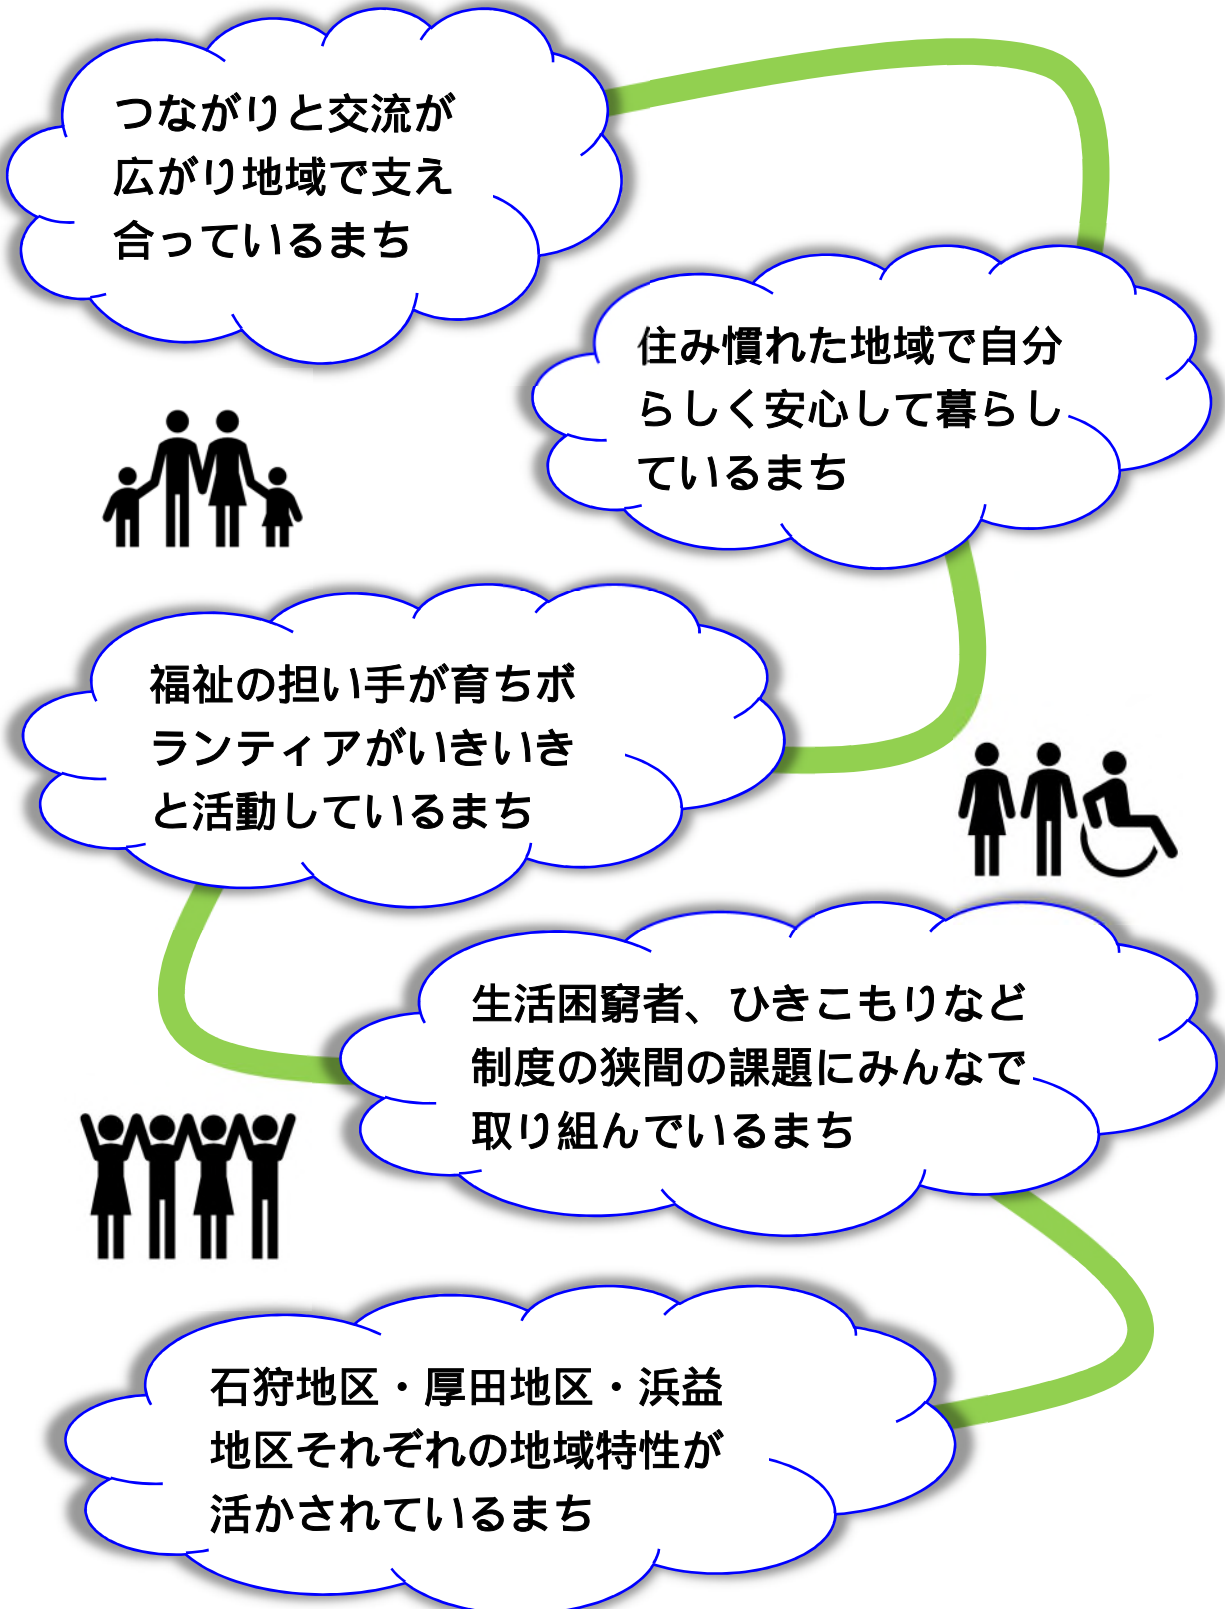 つながりと交流が
広がり地域で支え
合っているまち
住み慣れた地域で自分
らしく安心して暮らし
ているまち
福祉の担い手が育ちボ
ランティアがいきいき
と活動しているまち
生活困窮者、ひきこもりなど
制度の狭間の課題にみんなで
取り組んでいるまち
石狩地区・厚田地区・浜益
地区それぞれの地域特性が
活かされているまち